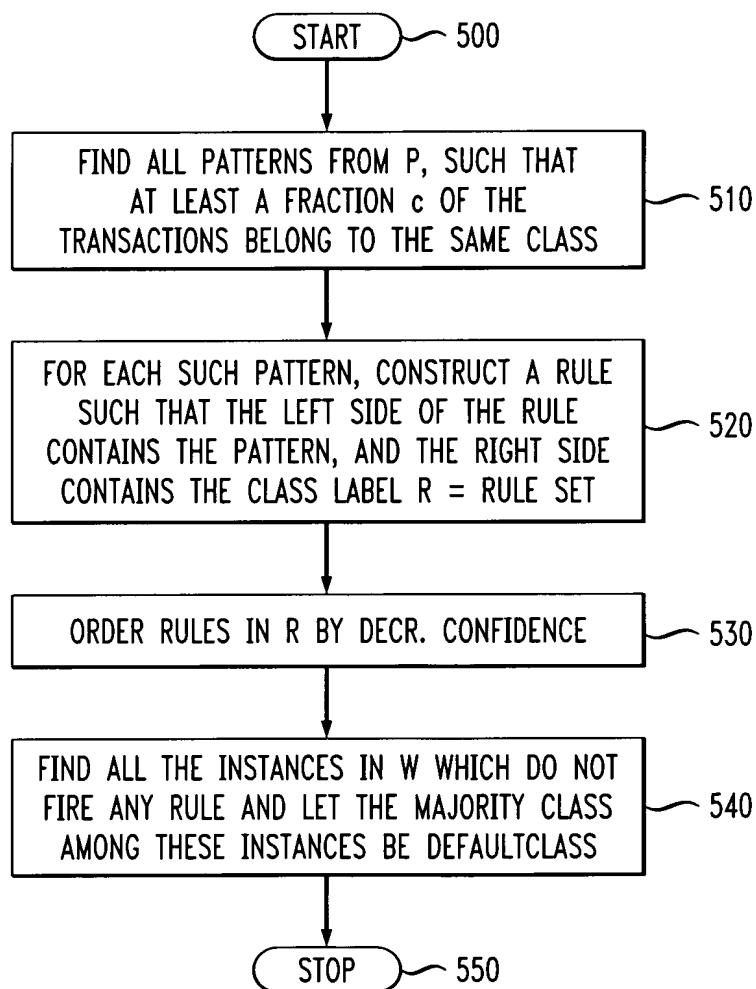 START
500
FIND ALL PATTERNS FROM P, SUCH THAT
AT LEAST A FRACTION c OF THE
TRANSACTIONS BELONG TO THE SAME CLASS
510
FOR EACH SUCH PATTERN, CONSTRUCT A RULE
SUCH THAT THE LEFT SIDE OF THE RULE
CONTAINS THE PATTERN, AND THE RIGHT SIDE
CONTAINS THE CLASS LABEL R = RULE SET
520
ORDER RULES IN R BY DECR. CONFIDENCE
530
FIND ALL THE INSTANCES IN W WHICH DO NOT
FIRE ANY RULE AND LET THE MAJORITY CLASS
AMONG THESE INSTANCES BE DEFAULTCLASS
540
STOP
550